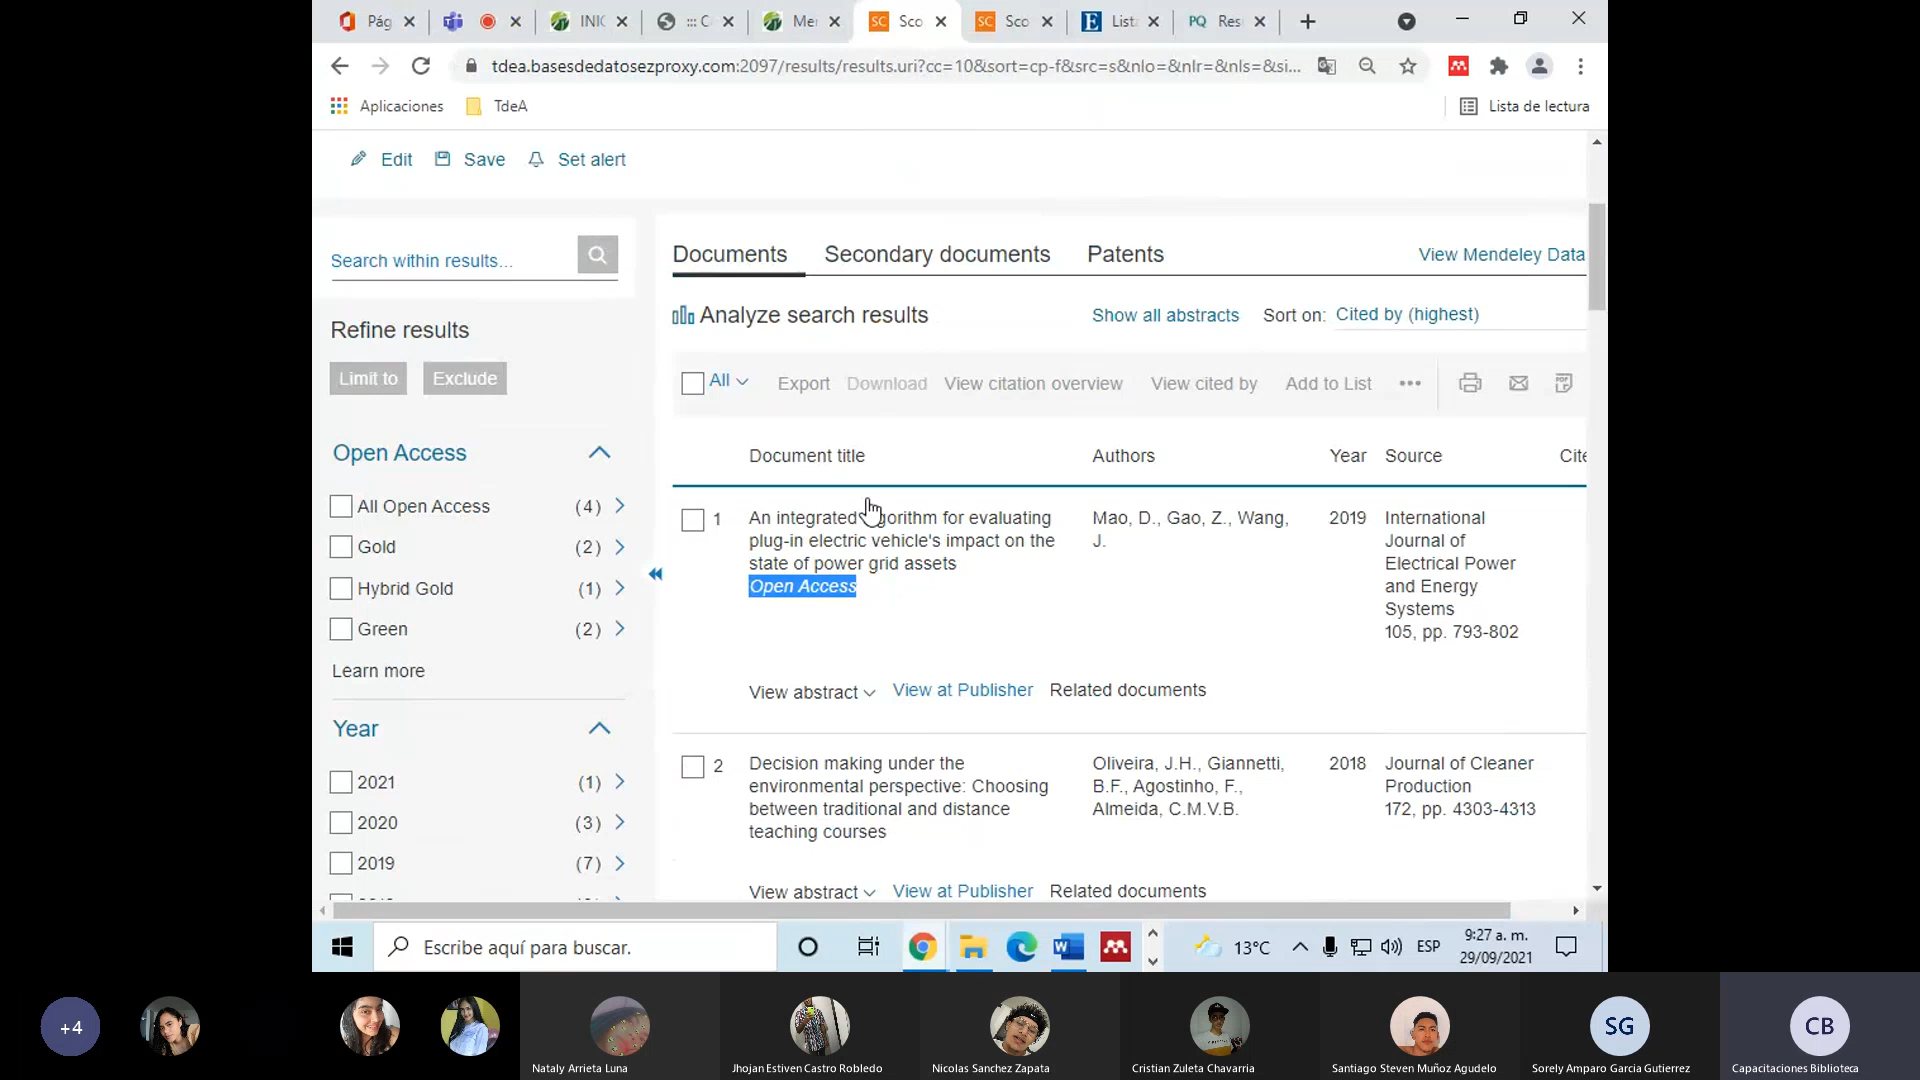 Pág
INIC
::: C
Me
Sco
Sco
List
PQ Res
tdea.basesdedatosezproxy.com:2097/results/results.uri?cc=10&sort=cp-f&src=s&nlo=&nlr=&nls=&si...
Aplicaciones TdeA
Lista de lectura
Edit Save Set alert
Search within results...
Documents Secondary documents Patents View Mendeley Data
Refine results
Analyze search results Show all abstracts Sort on: Cited by (highest)
Limit to Exclude
All Export Download View citation overview View cited by Add to List ...
Open Access
All Open Access (4)
Gold (2)
Hybrid Gold (1)
Green (2)
Learn more
Year
2021 (1)
2020 (3)
2019 (7)
Document title Authors Year Source Cite
1 An integrated algorithm for evaluating
plug-in electric vehicle's impact on the
state of power grid assets
Open Access
Mao, D., Gao, Z., Wang,
J.
2019
International
Journal of
Electrical Power
and Energy
Systems
105, pp. 793-802
View abstract View at Publisher Related documents
2 Decision making under the
environmental perspective: Choosing
between traditional and distance
teaching courses
Oliveira, J.H., Giannetti,
B.F., Agostinho, F.,
Almeida, C.M.V.B.
2018
Journal of Cleaner
Production
172, pp. 4303-4313
View abstract View at Publisher Related documents
Escribe aquí para buscar.
13°C ESP
9:27 a. m.
29/09/2021
+4
SG
CB
Nataly Arrieta Luna
Jhojan Estiven Castro Robledo
Nicolas Sanchez Zapata
Cristian Zuleta Chavarria
Santiago Steven Muñoz Agudelo
Sorely Amparo Garcia Gutierrez
Capacitaciones Biblioteca